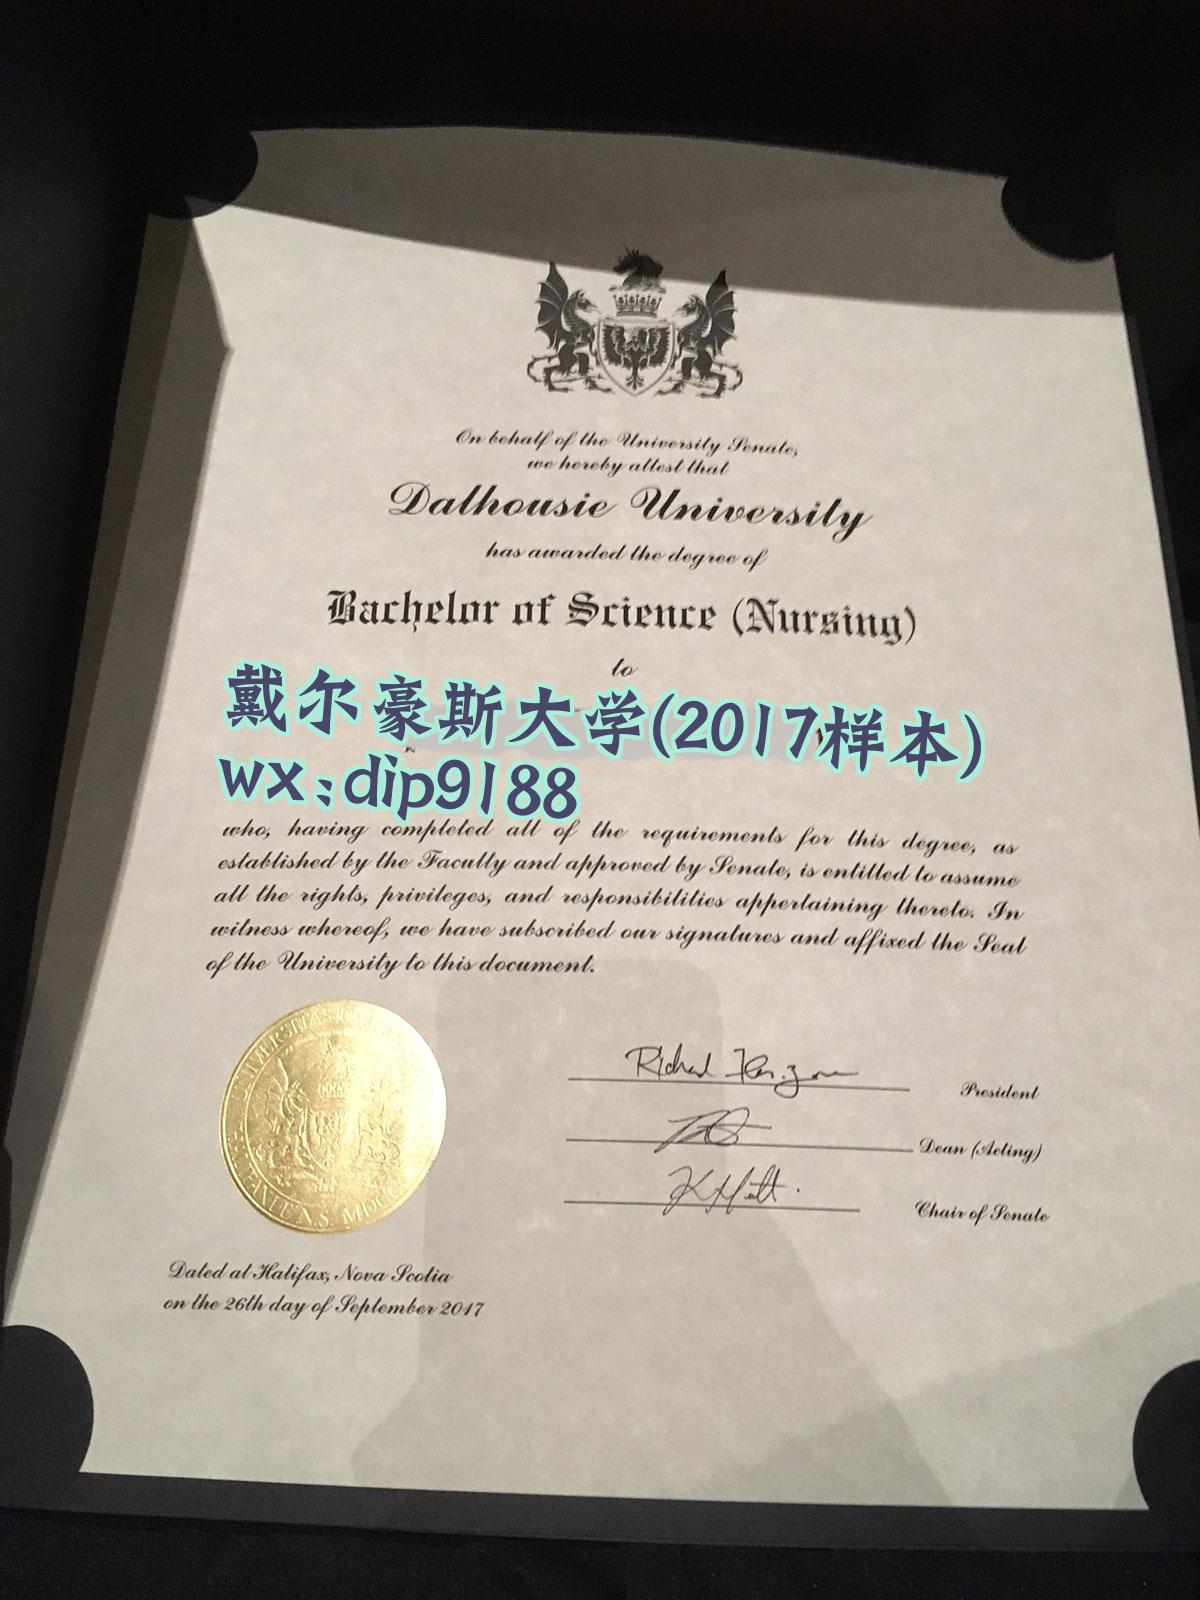 On behalf of the University Senate,
we hereby attest that
Dalhousie University
has awarded the degree of
Bachelor of Science (Nursing)
to
戴尔豪斯大学(2017样本)
wx:dip9188
who, having completed all of the requirements for this degree, as
established by the Faculty and approved by Senate, is entitled to assume
all the rights, privileges, and responsibilities appertaining thereto. In
witness whereof, we have subscribed our signatures and affixed the Seal
of the University to this document.
President
Dean (Acting)
Chair of Senate
Dated at Halifax, Nova Scotia
on the 26th day of September 2017